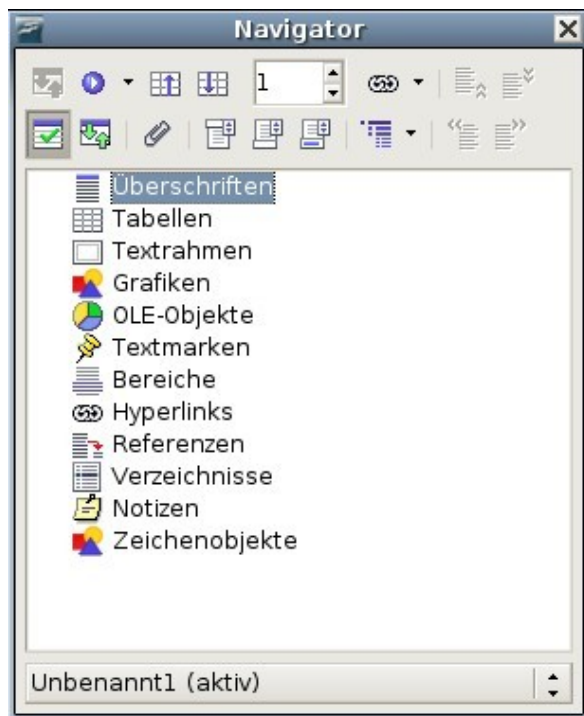 Navigator
1
Überschriften
Tabellen
Textrahmen
Grafiken
OLE-Objekte
Textmarken
Bereiche
Hyperlinks
Referenzen
Verzeichnisse
Notizen
Zeichenobjekte
Unbenannt1 (aktiv)